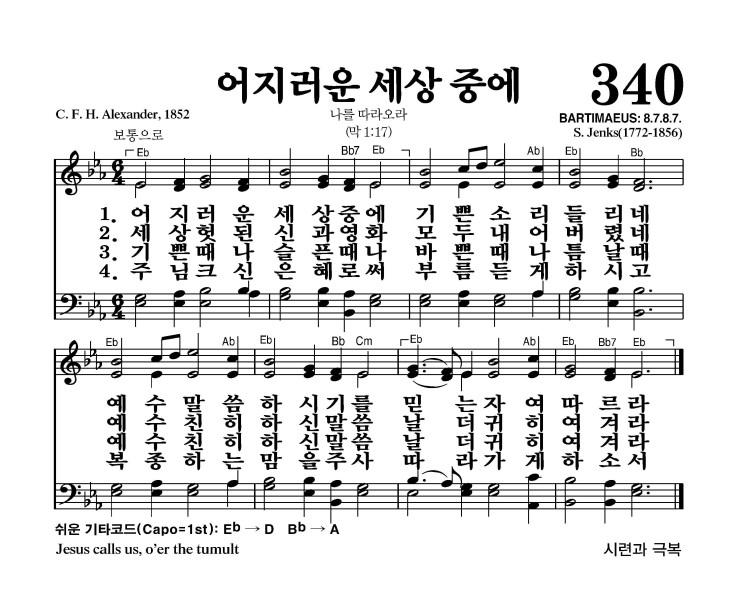 어지러운 세상 중에 340
C. F. H. Alexander, 1852 나를 따라오라 BARTIMAEUS: 8.7.8.7.
보통으로 (막 1:17) S. Jenks(1772-1856)
Eb Bb7 Eb Ab Eb Bb
1. 어 지 러 운 세 상 중 에 기 쁜 소 리 들 리 네
2. 세 상 헛 된 신 과 영 화 모 두 내 어 버 렸 네
3. 기 쁜 때 나 슬 픈 때 나 바 쁜 때 나 틈 날 때
4. 주 님 크 신 은 혜 로 써 부 름 듣 게 하 시 고
Eb Ab Eb Bb Cm Eb Ab Eb Bb7 Eb
예 수 말 씀 하 시 기 를 믿 는 자 여 따 르 라
예 수 친 히 하 신 말 씀 날 더 귀 히 여 겨 라
예 수 친 히 하 신 말 씀 날 더 귀 히 여 겨 라
복 종 하 는 맘 을 주 사 따 라 가 게 하 소 서
쉬운 기타코드(Capo=1st): Eb → D Bb → A
Jesus calls us, o'er the tumult 시련과 극복